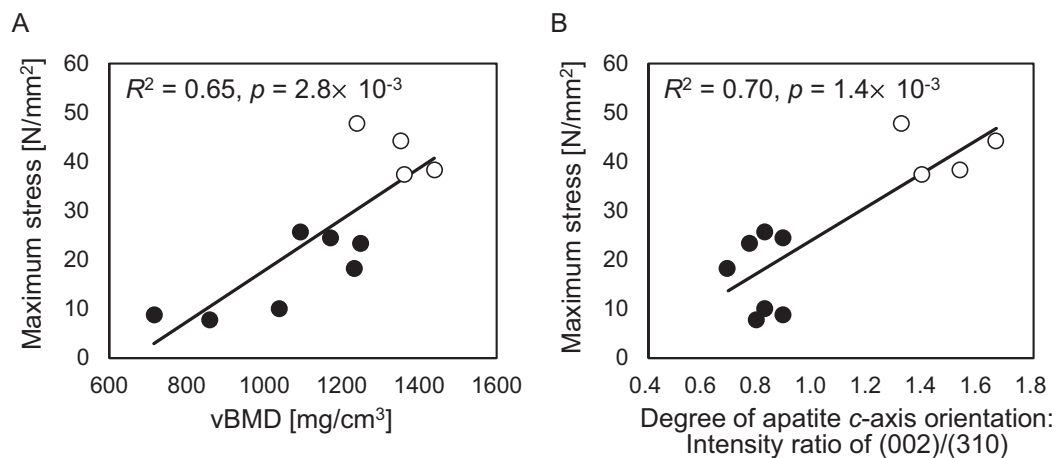 A
Maximum stress [N/mm²]
60
50
40
30
20
10
0
R² = 0.65, p = 2.8× 10⁻³
600 800 1000 1200 1400 1600
vBMD [mg/cm³]
B
Maximum stress [N/mm²]
60
50
40
30
20
10
0
R² = 0.70, p = 1.4× 10⁻³
0.4 0.6 0.8 1.0 1.2 1.4 1.6 1.8
Degree of apatite c-axis orientation:
Intensity ratio of (002)/(310)